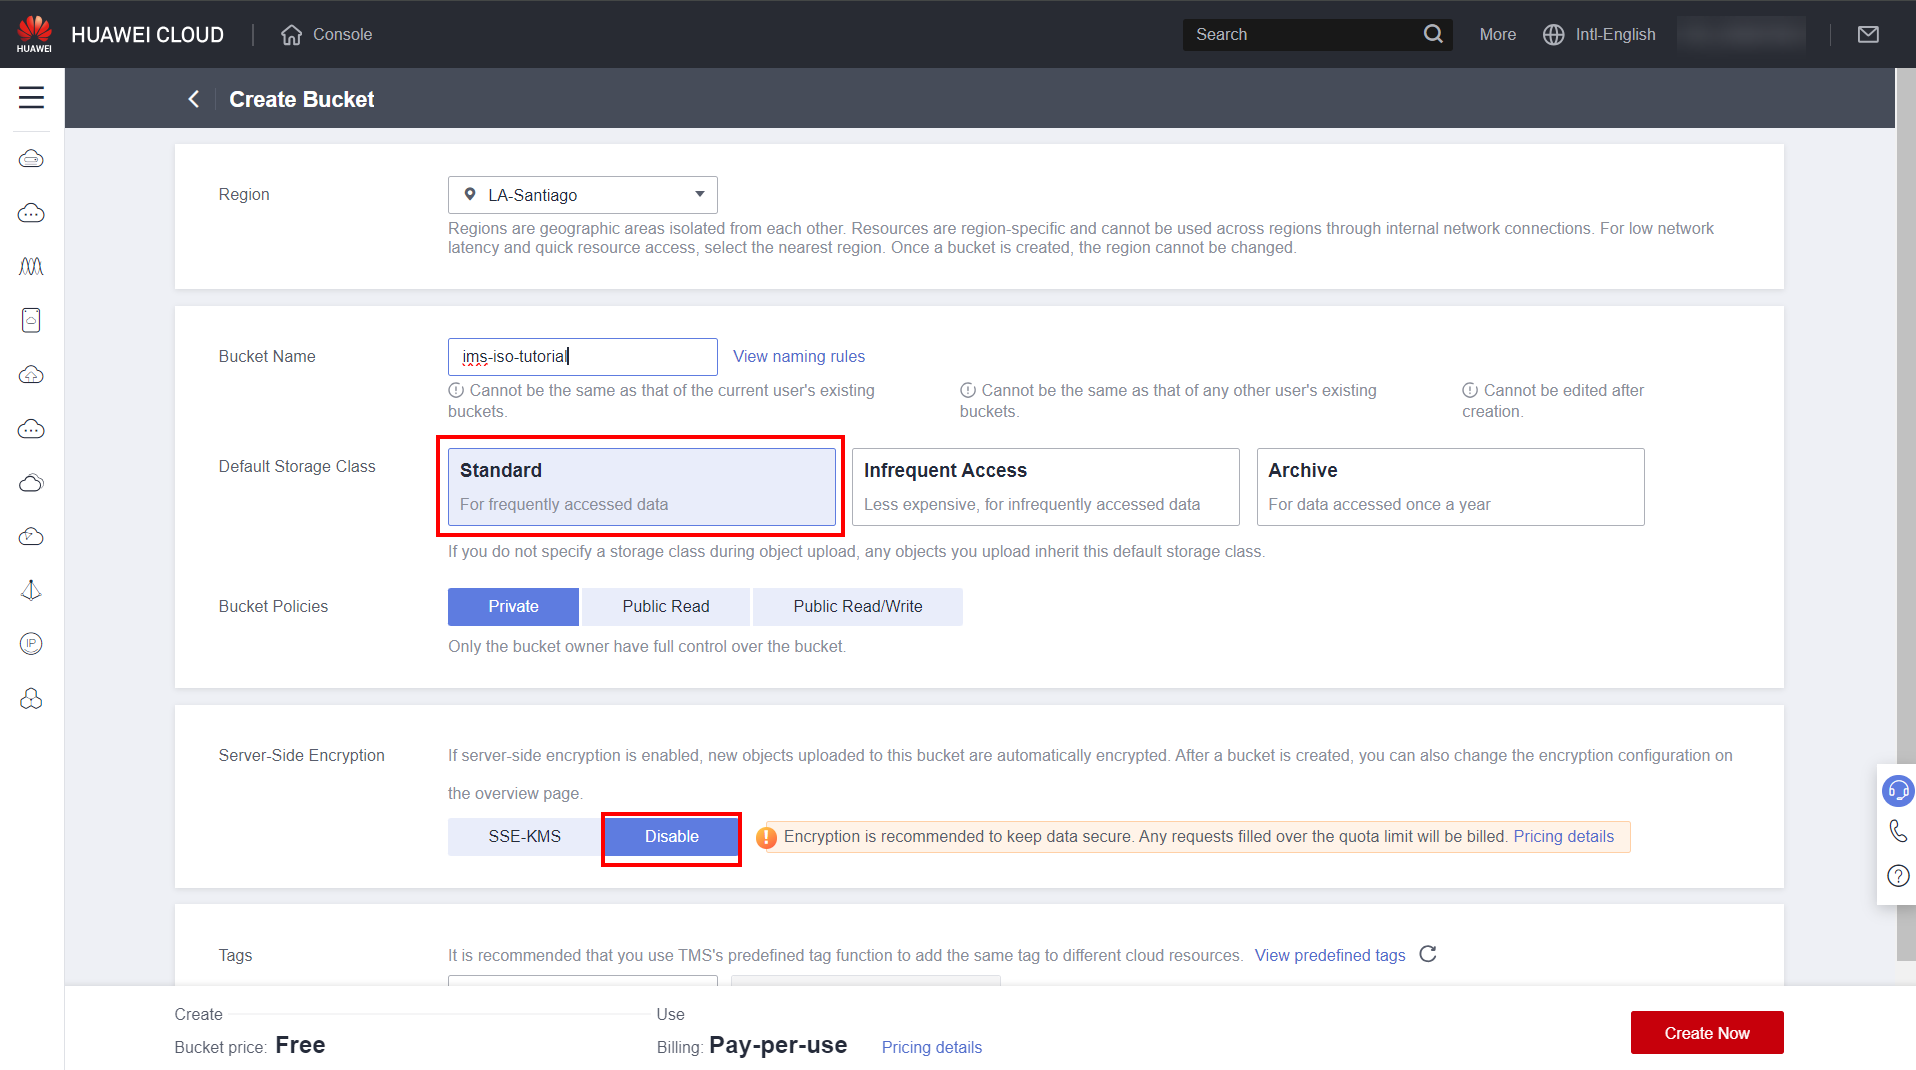 HUAWEI
HUAWEI CLOUD
Console
Search
More
Intl-English
Create Bucket
Region
LA-Santiago
Regions are geographic areas isolated from each other. Resources are region-specific and cannot be used across regions through internal network connections. For low network
latency and quick resource access, select the nearest region. Once a bucket is created, the region cannot be changed.
Bucket Name
ims-iso-tutorial
View naming rules
Cannot be the same as that of the current user's existing
buckets.
Cannot be the same as that of any other user's existing
buckets.
Cannot be edited after
creation.
Default Storage Class
Standard
For frequently accessed data
Infrequent Access
Less expensive, for infrequently accessed data
Archive
For data accessed once a year
If you do not specify a storage class during object upload, any objects you upload inherit this default storage class.
Bucket Policies
Private
Public Read
Public Read/Write
Only the bucket owner have full control over the bucket.
Server-Side Encryption
If server-side encryption is enabled, new objects uploaded to this bucket are automatically encrypted. After a bucket is created, you can also change the encryption configuration on
the overview page.
SSE-KMS
Disable
Encryption is recommended to keep data secure. Any requests filled over the quota limit will be billed. Pricing details
Tags
It is recommended that you use TMS's predefined tag function to add the same tag to different cloud resources. View predefined tags
Create
Bucket price: Free
Use
Billing: Pay-per-use
Pricing details
Create Now
IP